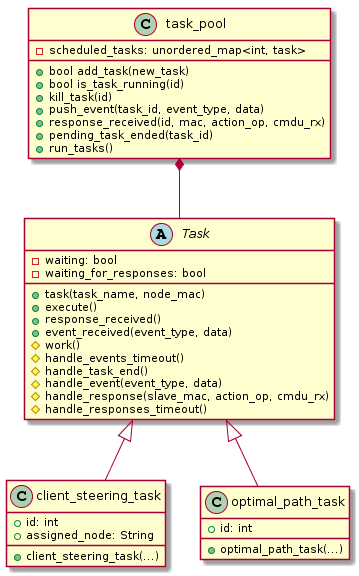 C task_pool
scheduled_tasks: unordered_map<int, task>
bool add_task(new_task)
bool is_task_running(id)
kill_task(id)
push_event(task_id, event_type, data)
response_received(id, mac, action_op, cmdu_rx)
pending_task_ended(task_id)
run_tasks()
A Task
waiting: bool
waiting_for_responses: bool
task(task_name, node_mac)
execute()
response_received()
event_received(event_type, data)
work()
handle_events_timeout()
handle_task_end()
handle_event(event_type, data)
handle_response(slave_mac, action_op, cmdu_rx)
handle_responses_timeout()
C client_steering_task
id: int
assigned_node: String
client_steering_task(...)
C optimal_path_task
id: int
optimal_path_task(...)